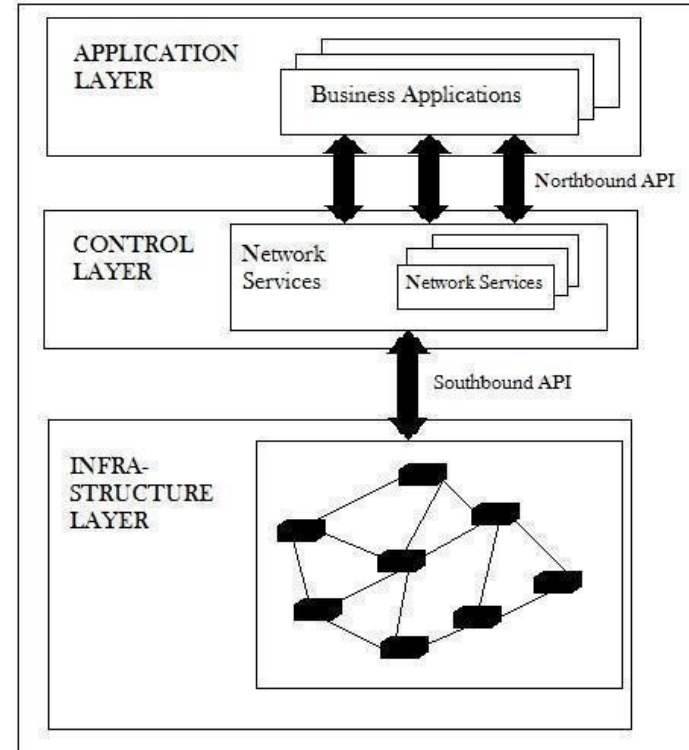 APPLICATION
LAYER
Business Applications
Northbound API
CONTROL
LAYER
Network
Services
Network Services
Southbound API
INFRA-
STRUCTURE
LAYER